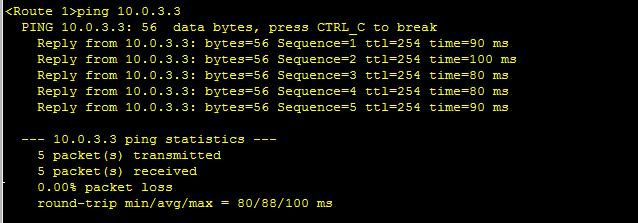 <Route 1>ping 10.0.3.3
PING 10.0.3.3: 56  data bytes, press CTRL_C to break
Reply from 10.0.3.3: bytes=56 Sequence=1 ttl=254 time=90 ms
Reply from 10.0.3.3: bytes=56 Sequence=2 ttl=254 time=100 ms
Reply from 10.0.3.3: bytes=56 Sequence=3 ttl=254 time=80 ms
Reply from 10.0.3.3: bytes=56 Sequence=4 ttl=254 time=80 ms
Reply from 10.0.3.3: bytes=56 Sequence=5 ttl=254 time=90 ms
--- 10.0.3.3 ping statistics ---
5 packet(s) transmitted
5 packet(s) received
0.00% packet loss
round-trip min/avg/max = 80/88/100 ms